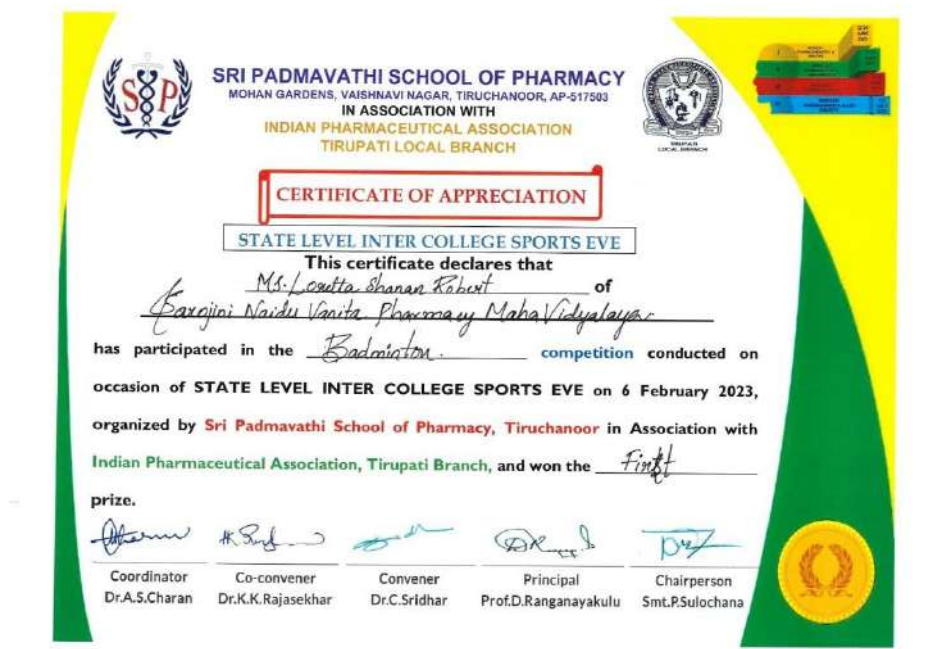 SRI PADMAVATHI SCHOOL OF PHARMACY
MOHAN GARDENS, VAISHNAVI NAGAR, TIRUCHANOOR, AP-517503
IN ASSOCIATION WITH
INDIAN PHARMACEUTICAL ASSOCIATION
TIRUPATI LOCAL BRANCH
SSP
TIRUPATI
LOCAL BRANCH
CERTIFICATE OF APPRECIATION
STATE LEVEL INTER COLLEGE SPORTS EVE
This certificate declares that
Ms. Loretta Shanan Robert of
Sarojini Naidu Vanita Pharmacy Maha Vidyalaya
has participated in the Badminton. competition conducted on
occasion of STATE LEVEL INTER COLLEGE SPORTS EVE on 6 February 2023,
organized by Sri Padmavathi School of Pharmacy, Tiruchanoor in Association with
Indian Pharmaceutical Association, Tirupati Branch, and won the First
prize.
Coordinator
Dr.A.S.Charan
Co-convener
Dr.K.K.Rajasekhar
Convener
Dr.C.Sridhar
Principal
Prof.D.Ranganayakulu
Chairperson
Smt.P.Sulochana